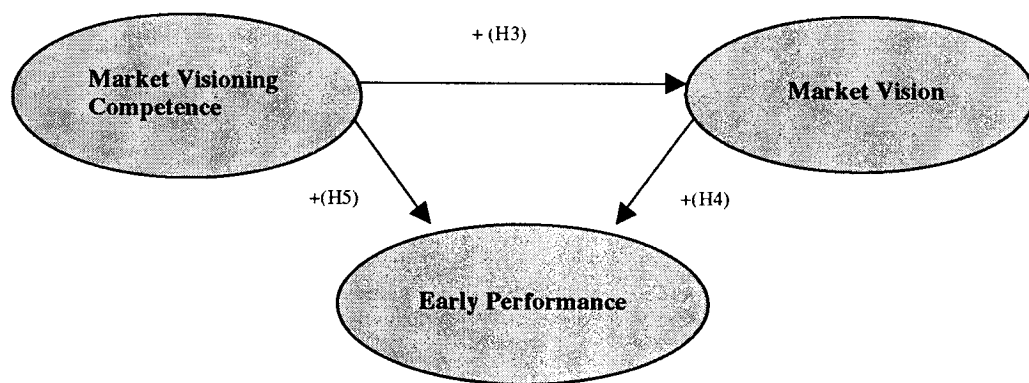 + (H3)
Market Visioning
Competence
Market Vision
+(H5)
+(H4)
Early Performance